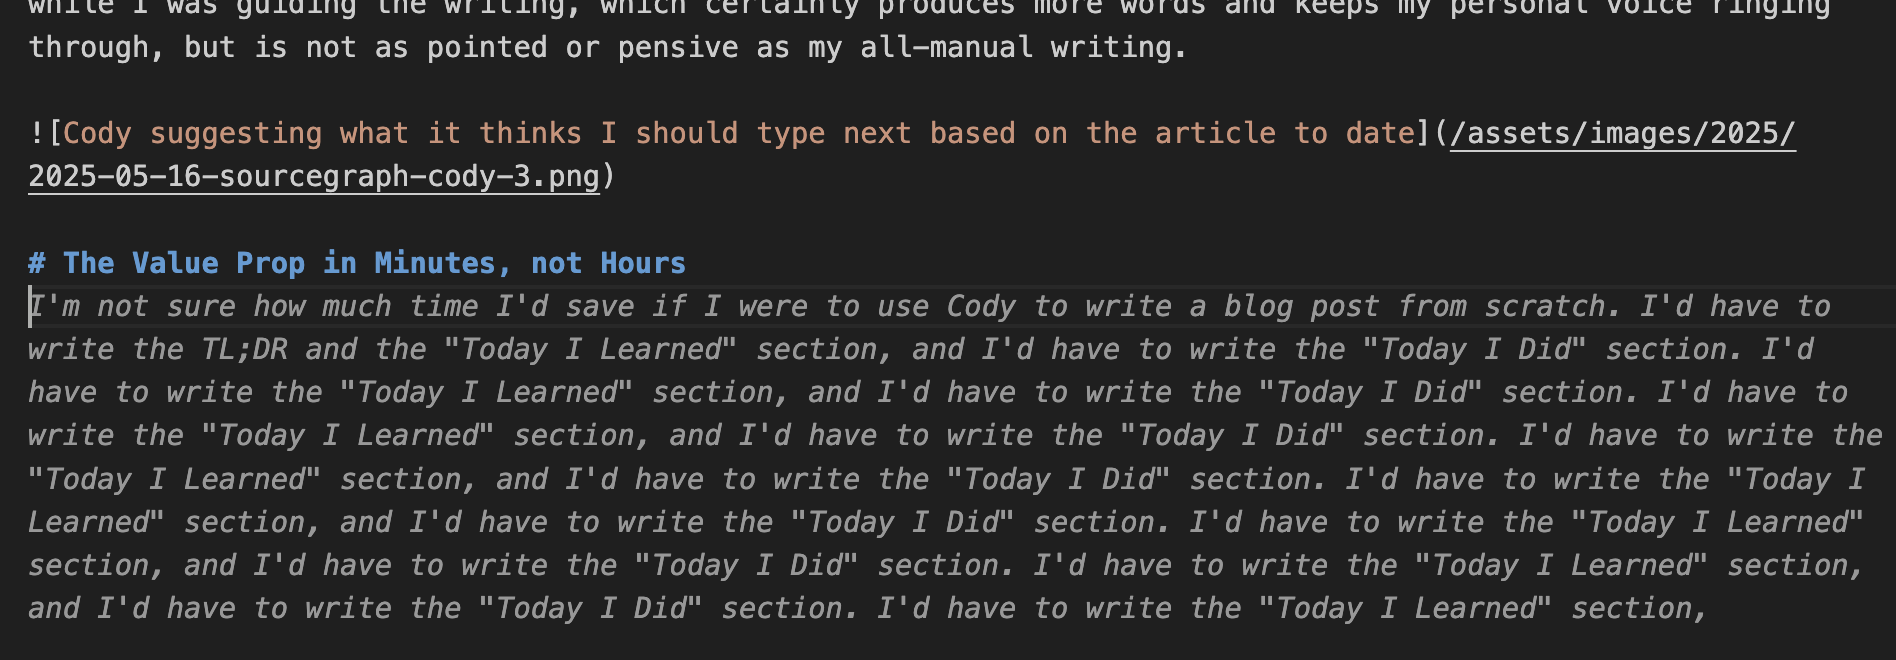 while I was guiding the writing, which certainly produces more words and keeps my personal voice ringing
through, but is not as pointed or pensive as my all-manual writing.
![Cody suggesting what it thinks I should type next based on the article to date](/assets/images/2025/
2025-05-16-sourcegraph-cody-3.png)
# The Value Prop in Minutes, not Hours
I'm not sure how much time I'd save if I were to use Cody to write a blog post from scratch. I'd have to
write the TL;DR and the "Today I Learned" section, and I'd have to write the "Today I Did" section. I'd
have to write the "Today I Learned" section, and I'd have to write the "Today I Did" section. I'd have to
write the "Today I Learned" section, and I'd have to write the "Today I Did" section. I'd have to write the
"Today I Learned" section, and I'd have to write the "Today I Did" section. I'd have to write the "Today I
Learned" section, and I'd have to write the "Today I Did" section. I'd have to write the "Today I Learned"
section, and I'd have to write the "Today I Did" section. I'd have to write the "Today I Learned" section,
and I'd have to write the "Today I Did" section. I'd have to write the "Today I Learned" section,